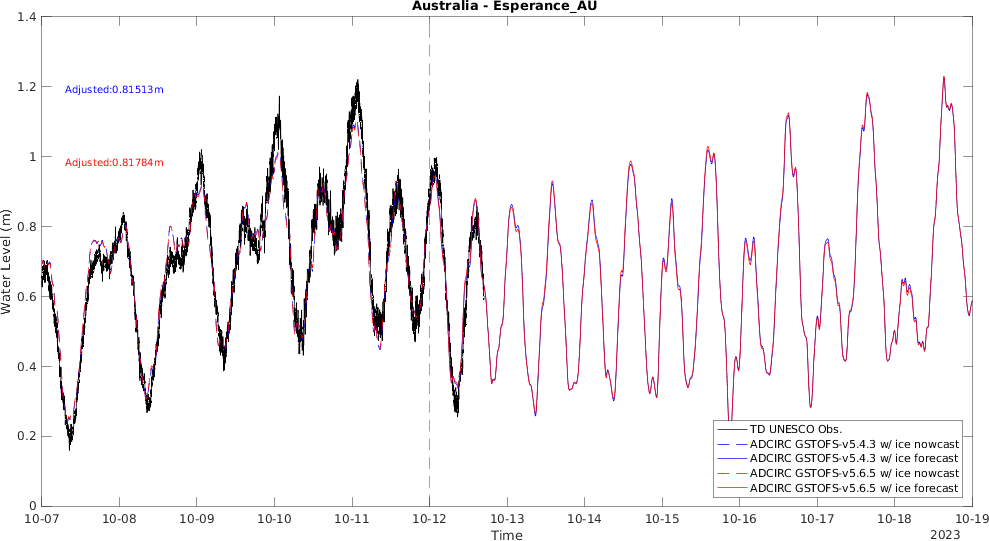 Australia - Esperance_AU
Water Level (m)
1.4
1.2
1
0.8
0.6
0.4
0.2
0
Adjusted:0.81513m
Adjusted:0.81784m
TD UNESCO Obs.
ADCIRC GSTOFS-v5.4.3 w/ ice nowcast
ADCIRC GSTOFS-v5.4.3 w/ ice forecast
ADCIRC GSTOFS-v5.6.5 w/ ice nowcast
ADCIRC GSTOFS-v5.6.5 w/ ice forecast
10-07 10-08 10-09 10-10 10-11 10-12 10-13 10-14 10-15 10-16 10-17 10-18 10-19
Time
2023